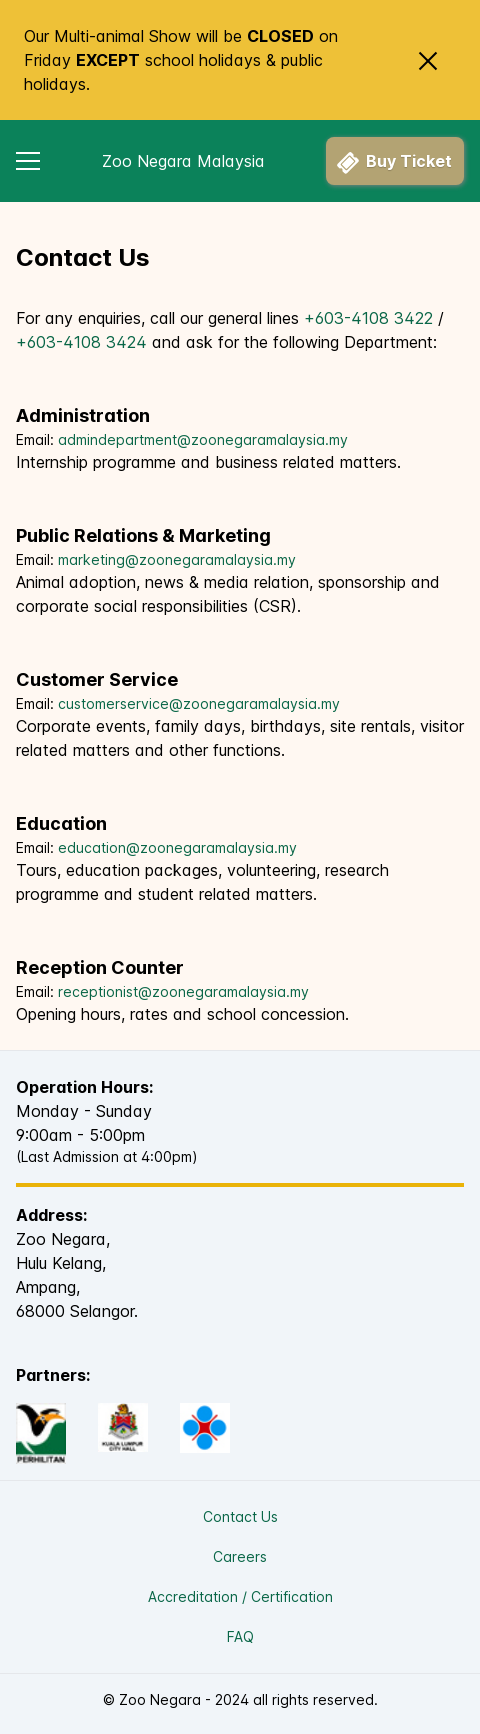 Our Multi-animal Show will be CLOSED on
Friday EXCEPT school holidays & public
holidays.
Zoo Negara Malaysia
Buy Ticket
Contact Us
For any enquiries, call our general lines +603-4108 3422 /
+603-4108 3424 and ask for the following Department:
Administration
Email: admindepartment@zoonegaramalaysia.my
Internship programme and business related matters.
Public Relations & Marketing
Email: marketing@zoonegaramalaysia.my
Animal adoption, news & media relation, sponsorship and
corporate social responsibilities (CSR).
Customer Service
Email: customerservice@zoonegaramalaysia.my
Corporate events, family days, birthdays, site rentals, visitor
related matters and other functions.
Education
Email: education@zoonegaramalaysia.my
Tours, education packages, volunteering, research
programme and student related matters.
Reception Counter
Email: receptionist@zoonegaramalaysia.my
Opening hours, rates and school concession.
Operation Hours:
Monday - Sunday
9:00am - 5:00pm
(Last Admission at 4:00pm)
Address:
Zoo Negara,
Hulu Kelang,
Ampang,
68000 Selangor.
Partners:
PERHILITAN
KUALA LUMPUR
CITY HALL
Contact Us
Careers
Accreditation / Certification
FAQ
© Zoo Negara - 2024 all rights reserved.